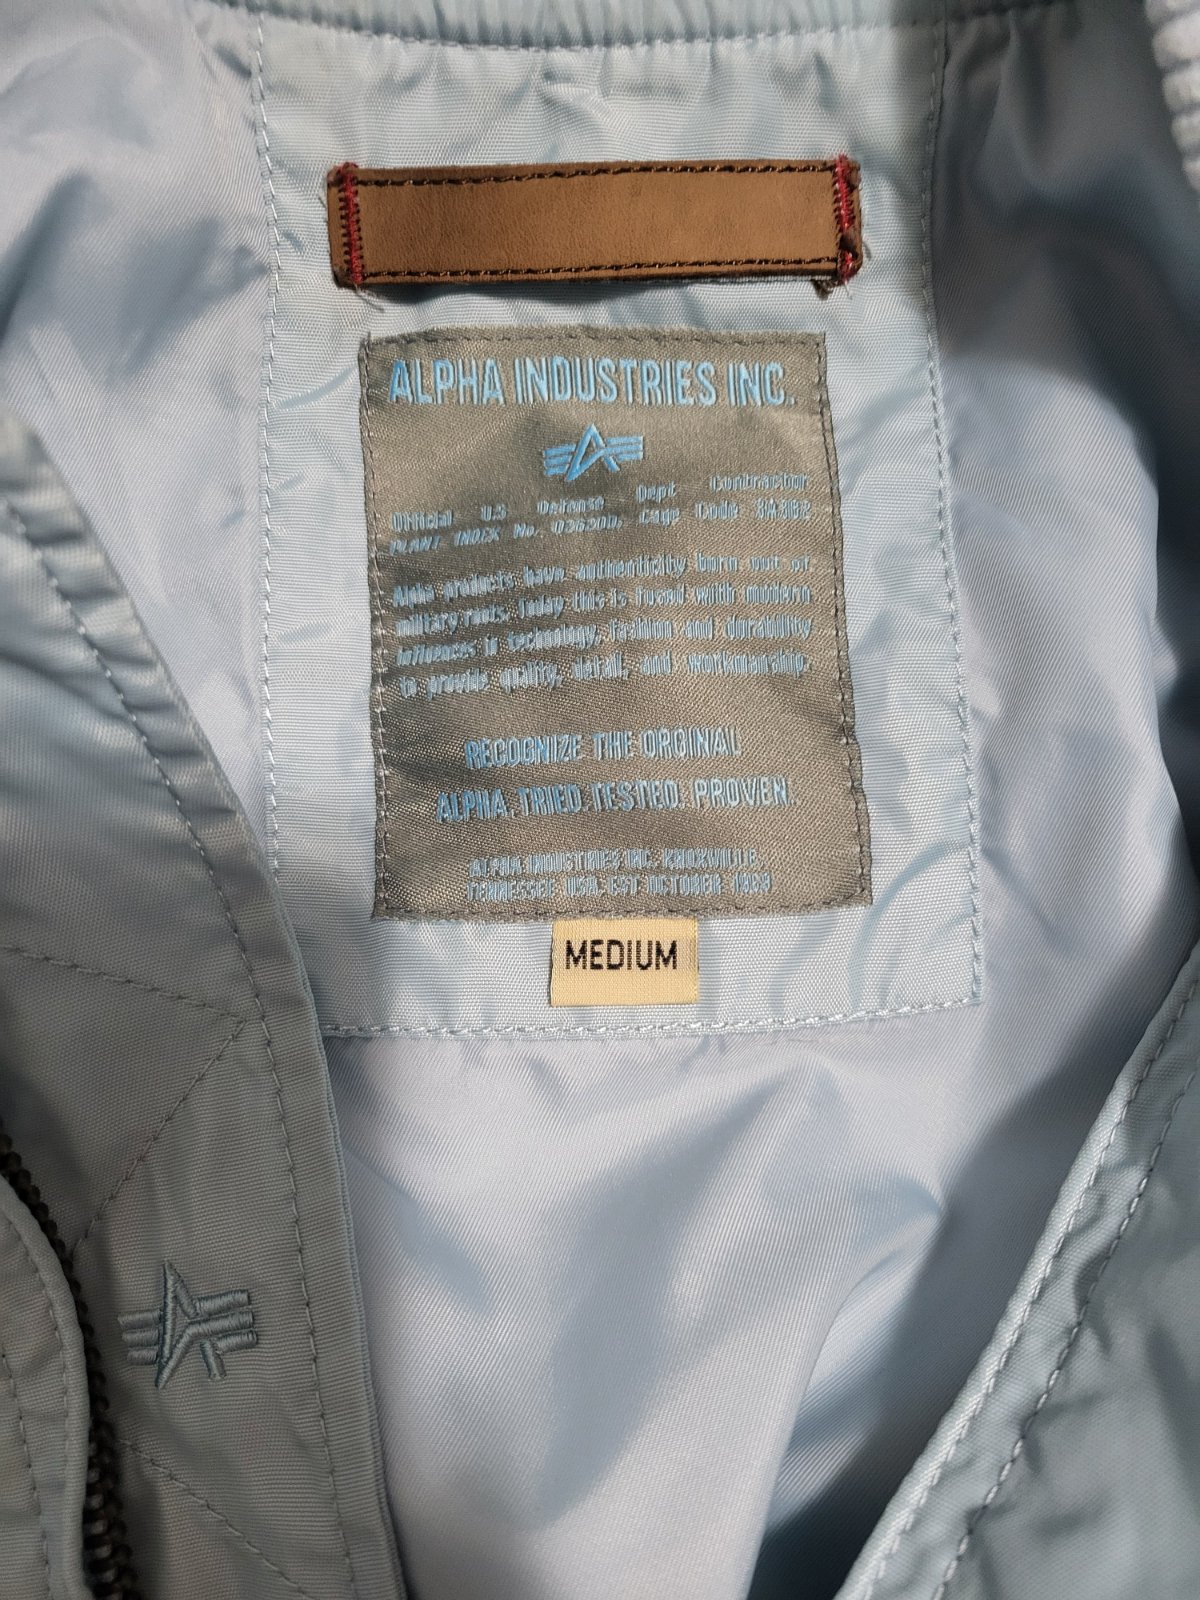 ALPHA INDUSTRIES INC.
Official U.S Defense Dept Contractor
PLANT INDEX No. 03620D, Cage Code 3A382
Alpha products have authenticity born out of
military roots. Today this is fused with modern
influences in technology, fashion and durability
to provide quality, detail, and workmanship.
RECOGNIZE THE ORGINAL
ALPHA. TRIED. TESTED. PROVEN.
ALPHA INDUSTRIES INC. KNOXVILLE
TENNESSEE USA. EST OCTOBER
MEDIUM